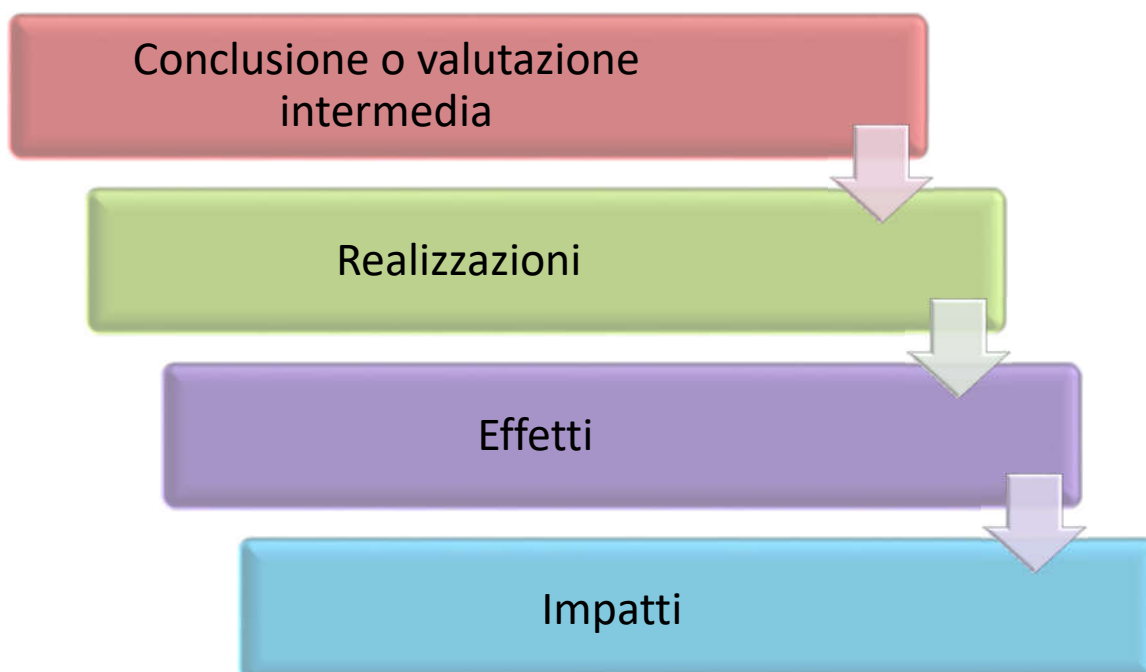 Conclusione o valutazione
intermedia
Realizzazioni
Effetti
Impatti